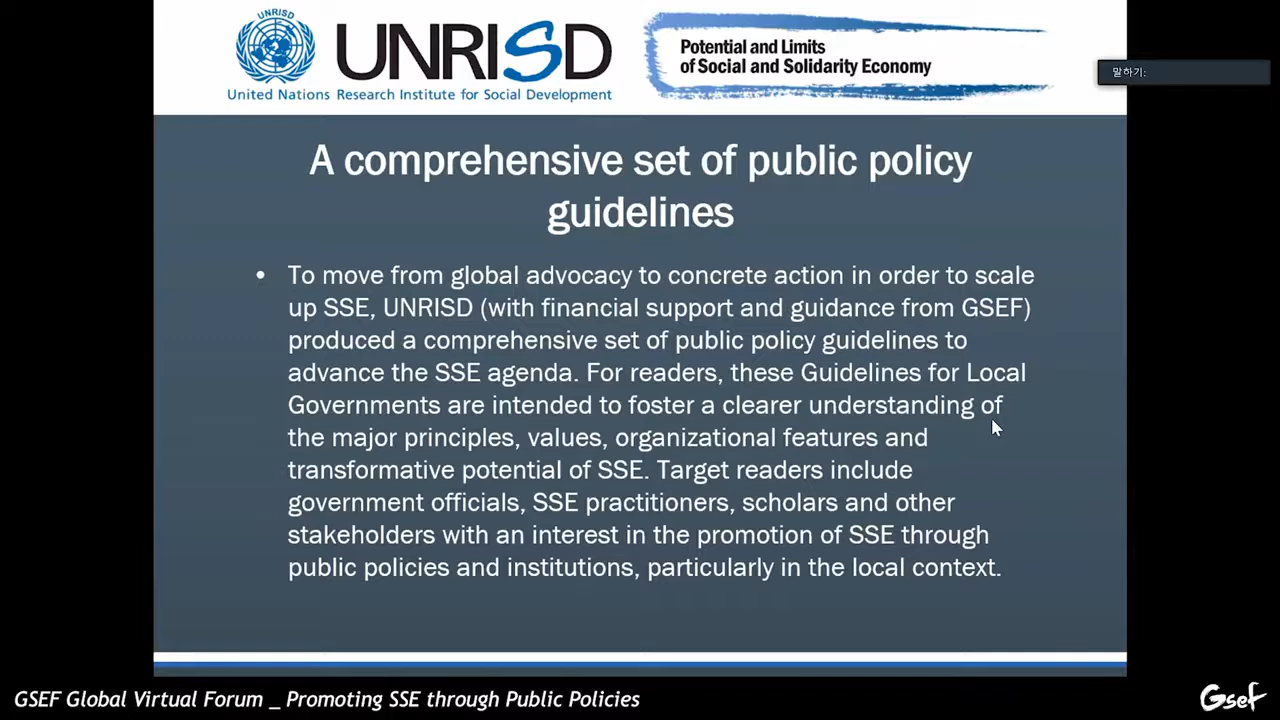 UNRISD
UNRISD
United Nations Research Institute for Social Development
Potential and Limits
of Social and Solidarity Economy
말하기:
A comprehensive set of public policy
guidelines
• To move from global advocacy to concrete action in order to scale
up SSE, UNRISD (with financial support and guidance from GSEF)
produced a comprehensive set of public policy guidelines to
advance the SSE agenda. For readers, these Guidelines for Local
Governments are intended to foster a clearer understanding of
the major principles, values, organizational features and
transformative potential of SSE. Target readers include
government officials, SSE practitioners, scholars and other
stakeholders with an interest in the promotion of SSE through
public policies and institutions, particularly in the local context.
GSEF Global Virtual Forum _ Promoting SSE through Public Policies
Gsef